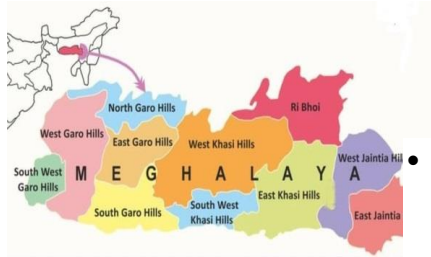 North Garo Hills
Ri Bhoi
West Garo Hills
East Garo Hills
West Khasi Hills
West Jaintia Hil
South West
Garo Hills
MEGHALAYA
East Khasi Hills
South West
Khasi Hills
South Garo Hills
East Jaintia